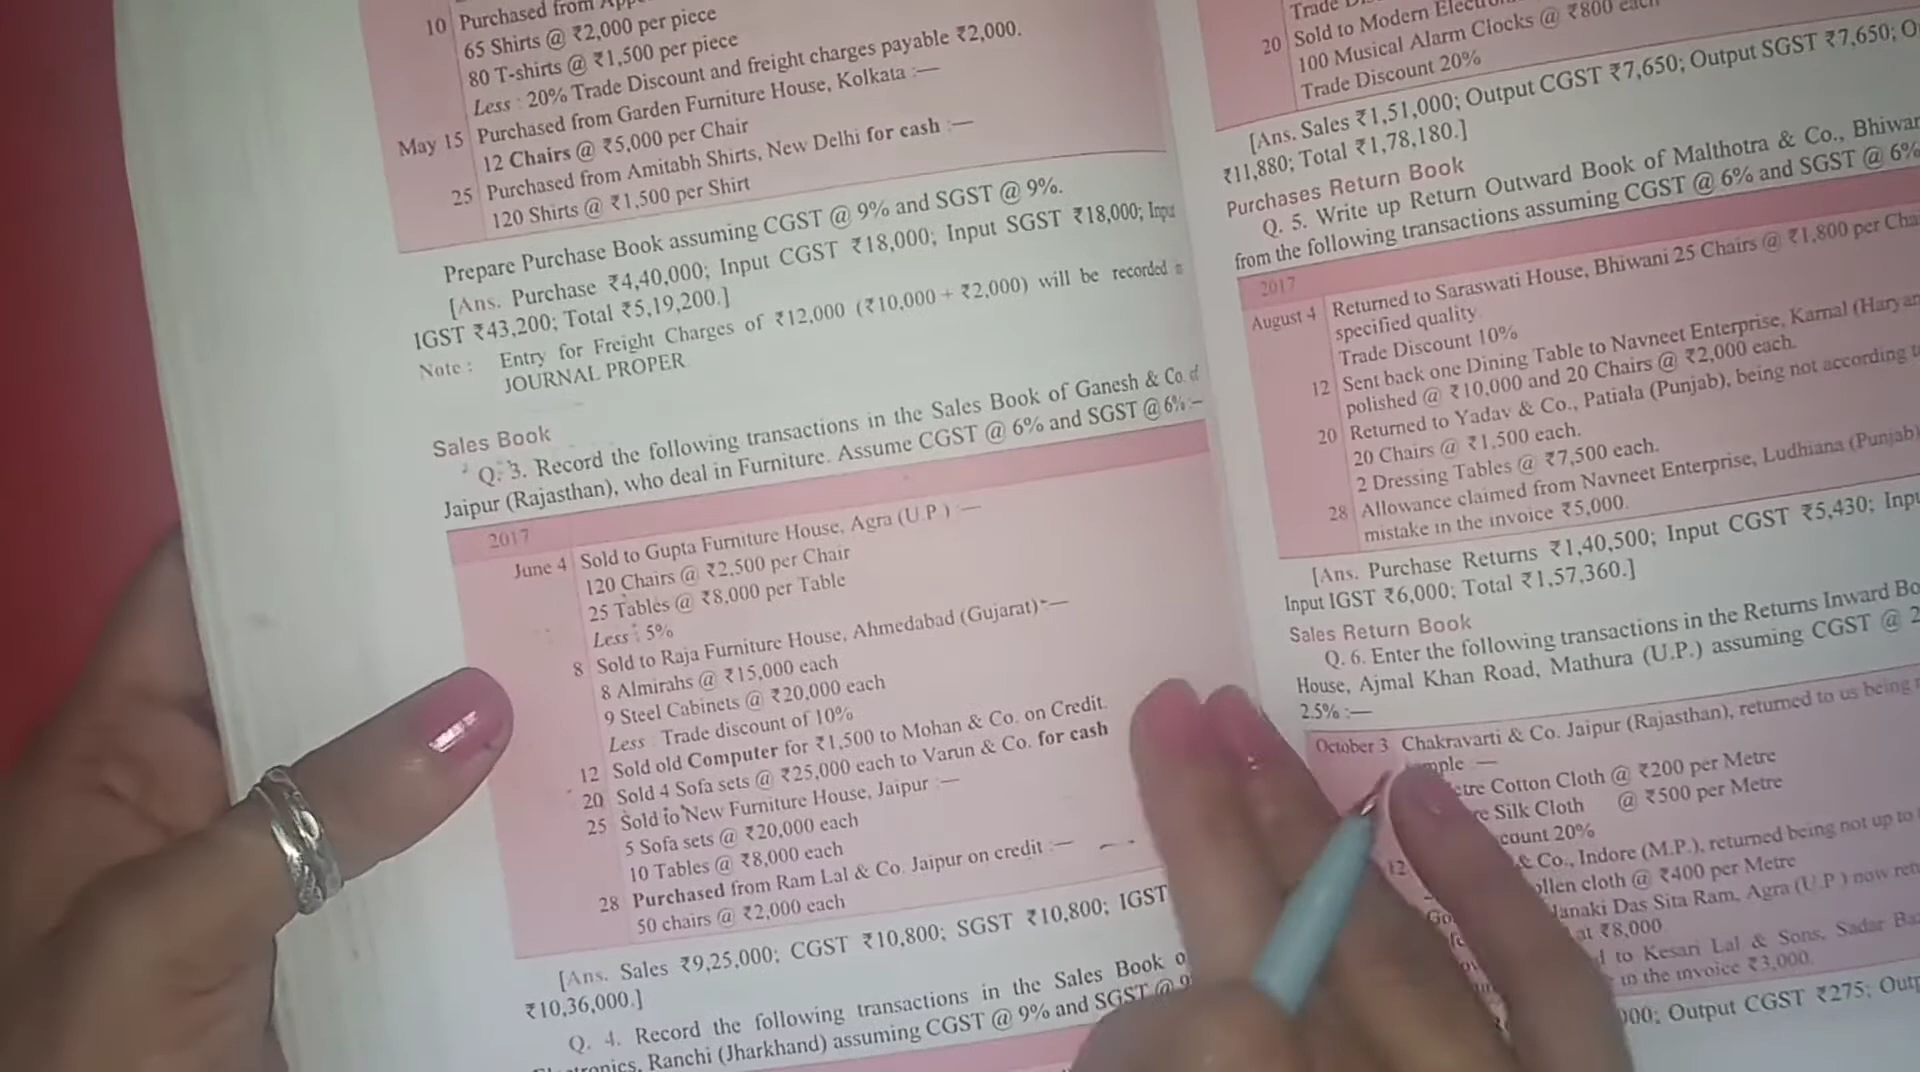 10 Purchased from
65 Shirts @ ₹2,000 per piece
80 T-shirts @ ₹1,500 per piece
Less : 20% Trade Discount and freight charges payable ₹2,000.
May 15 Purchased from Garden Furniture House, Kolkata :—
12 Chairs @ ₹5,000 per Chair
25 Purchased from Amitabh Shirts, New Delhi for cash :—
120 Shirts @ ₹1,500 per Shirt
Prepare Purchase Book assuming CGST @ 9% and SGST @ 9%.
[Ans. Purchase ₹4,40,000; Input CGST ₹18,000; Input SGST ₹18,000; Input
IGST ₹43,200; Total ₹5,19,200.]
Note : Entry for Freight Charges of ₹12,000 (₹10,000 + ₹2,000) will be recorded
JOURNAL PROPER
Sales Book
Q. 3. Record the following transactions in the Sales Book of Ganesh & Co. of
Jaipur (Rajasthan), who deal in Furniture. Assume CGST @ 6% and SGST @ 6% :—
2017
June 4 Sold to Gupta Furniture House, Agra (U.P.) :—
120 Chairs @ ₹2,500 per Chair
25 Tables @ ₹8,000 per Table
Less : 5%
8 Sold to Raja Furniture House, Ahmedabad (Gujarat) :—
8 Almirahs @ ₹15,000 each
9 Steel Cabinets @ ₹20,000 each
Less Trade discount of 10%
12 Sold old Computer for ₹1,500 to Mohan & Co. on Credit.
20 Sold 4 Sofa sets @ ₹25,000 each to Varun & Co. for cash
25 Sold to New Furniture House, Jaipur :—
5 Sofa sets @ ₹20,000 each
10 Tables @ ₹8,000 each
28 Purchased from Ram Lal & Co. Jaipur on credit :—
50 chairs @ ₹2,000 each
[Ans. Sales ₹9,25,000; CGST ₹10,800; SGST ₹10,800; IGST
₹10,36,000.]
Q. 4. Record the following transactions in the Sales Book
Ranchi (Jharkhand) assuming CGST @ 9% and SGST @
Trade
20 Sold to Modern
100 Musical Alarm Clocks @ ₹800 each
Trade Discount 20%
[Ans. Sales ₹1,51,000; Output CGST ₹7,650; Output SGST ₹7,650;
₹11,880; Total ₹1,78,180.]
Purchases Return Book
Q. 5. Write up Return Outward Book of Malthotra & Co.,
from the following transactions assuming CGST @ 6% and SGST @ 6%
2017
August 4 Returned to Saraswati House, Bhiwani 25 Chairs @ ₹1,800 per
specified quality
Trade Discount 10%
12 Sent back one Dining Table to Navneet Enterprise, Karnal
polished @ ₹10,000 and 20 Chairs @ ₹2,000 each.
20 Returned to Yadav & Co., Patiala (Punjab), being not according
20 Chairs @ ₹1,500 each.
2 Dressing Tables @ ₹7,500 each.
28 Allowance claimed from Navneet Enterprise, Ludhiana (Punjab)
mistake in the invoice ₹5,000.
[Ans. Purchase Returns ₹1,40,500; Input CGST ₹5,430;
Input IGST ₹6,000; Total ₹1,57,360.]
Sales Return Book
Q. 6. Enter the following transactions in the Returns Inward
House, Ajmal Khan Road, Mathura (U.P.) assuming CGST @
2.5% :—
October 3 Chakravarti & Co. Jaipur (Rajasthan), returned to us being
Cotton Cloth @ ₹200 per Metre
Silk Cloth @ ₹500 per Metre
20%
12 & Co., Indore (M.P.), returned being not up to
cloth @ ₹400 per Metre
Das Sita Ram, Agra (U.P.) now
at ₹8,000
to Kesari Lal & Sons, Sadar
in the invoice ₹3,000.
Output CGST ₹275;